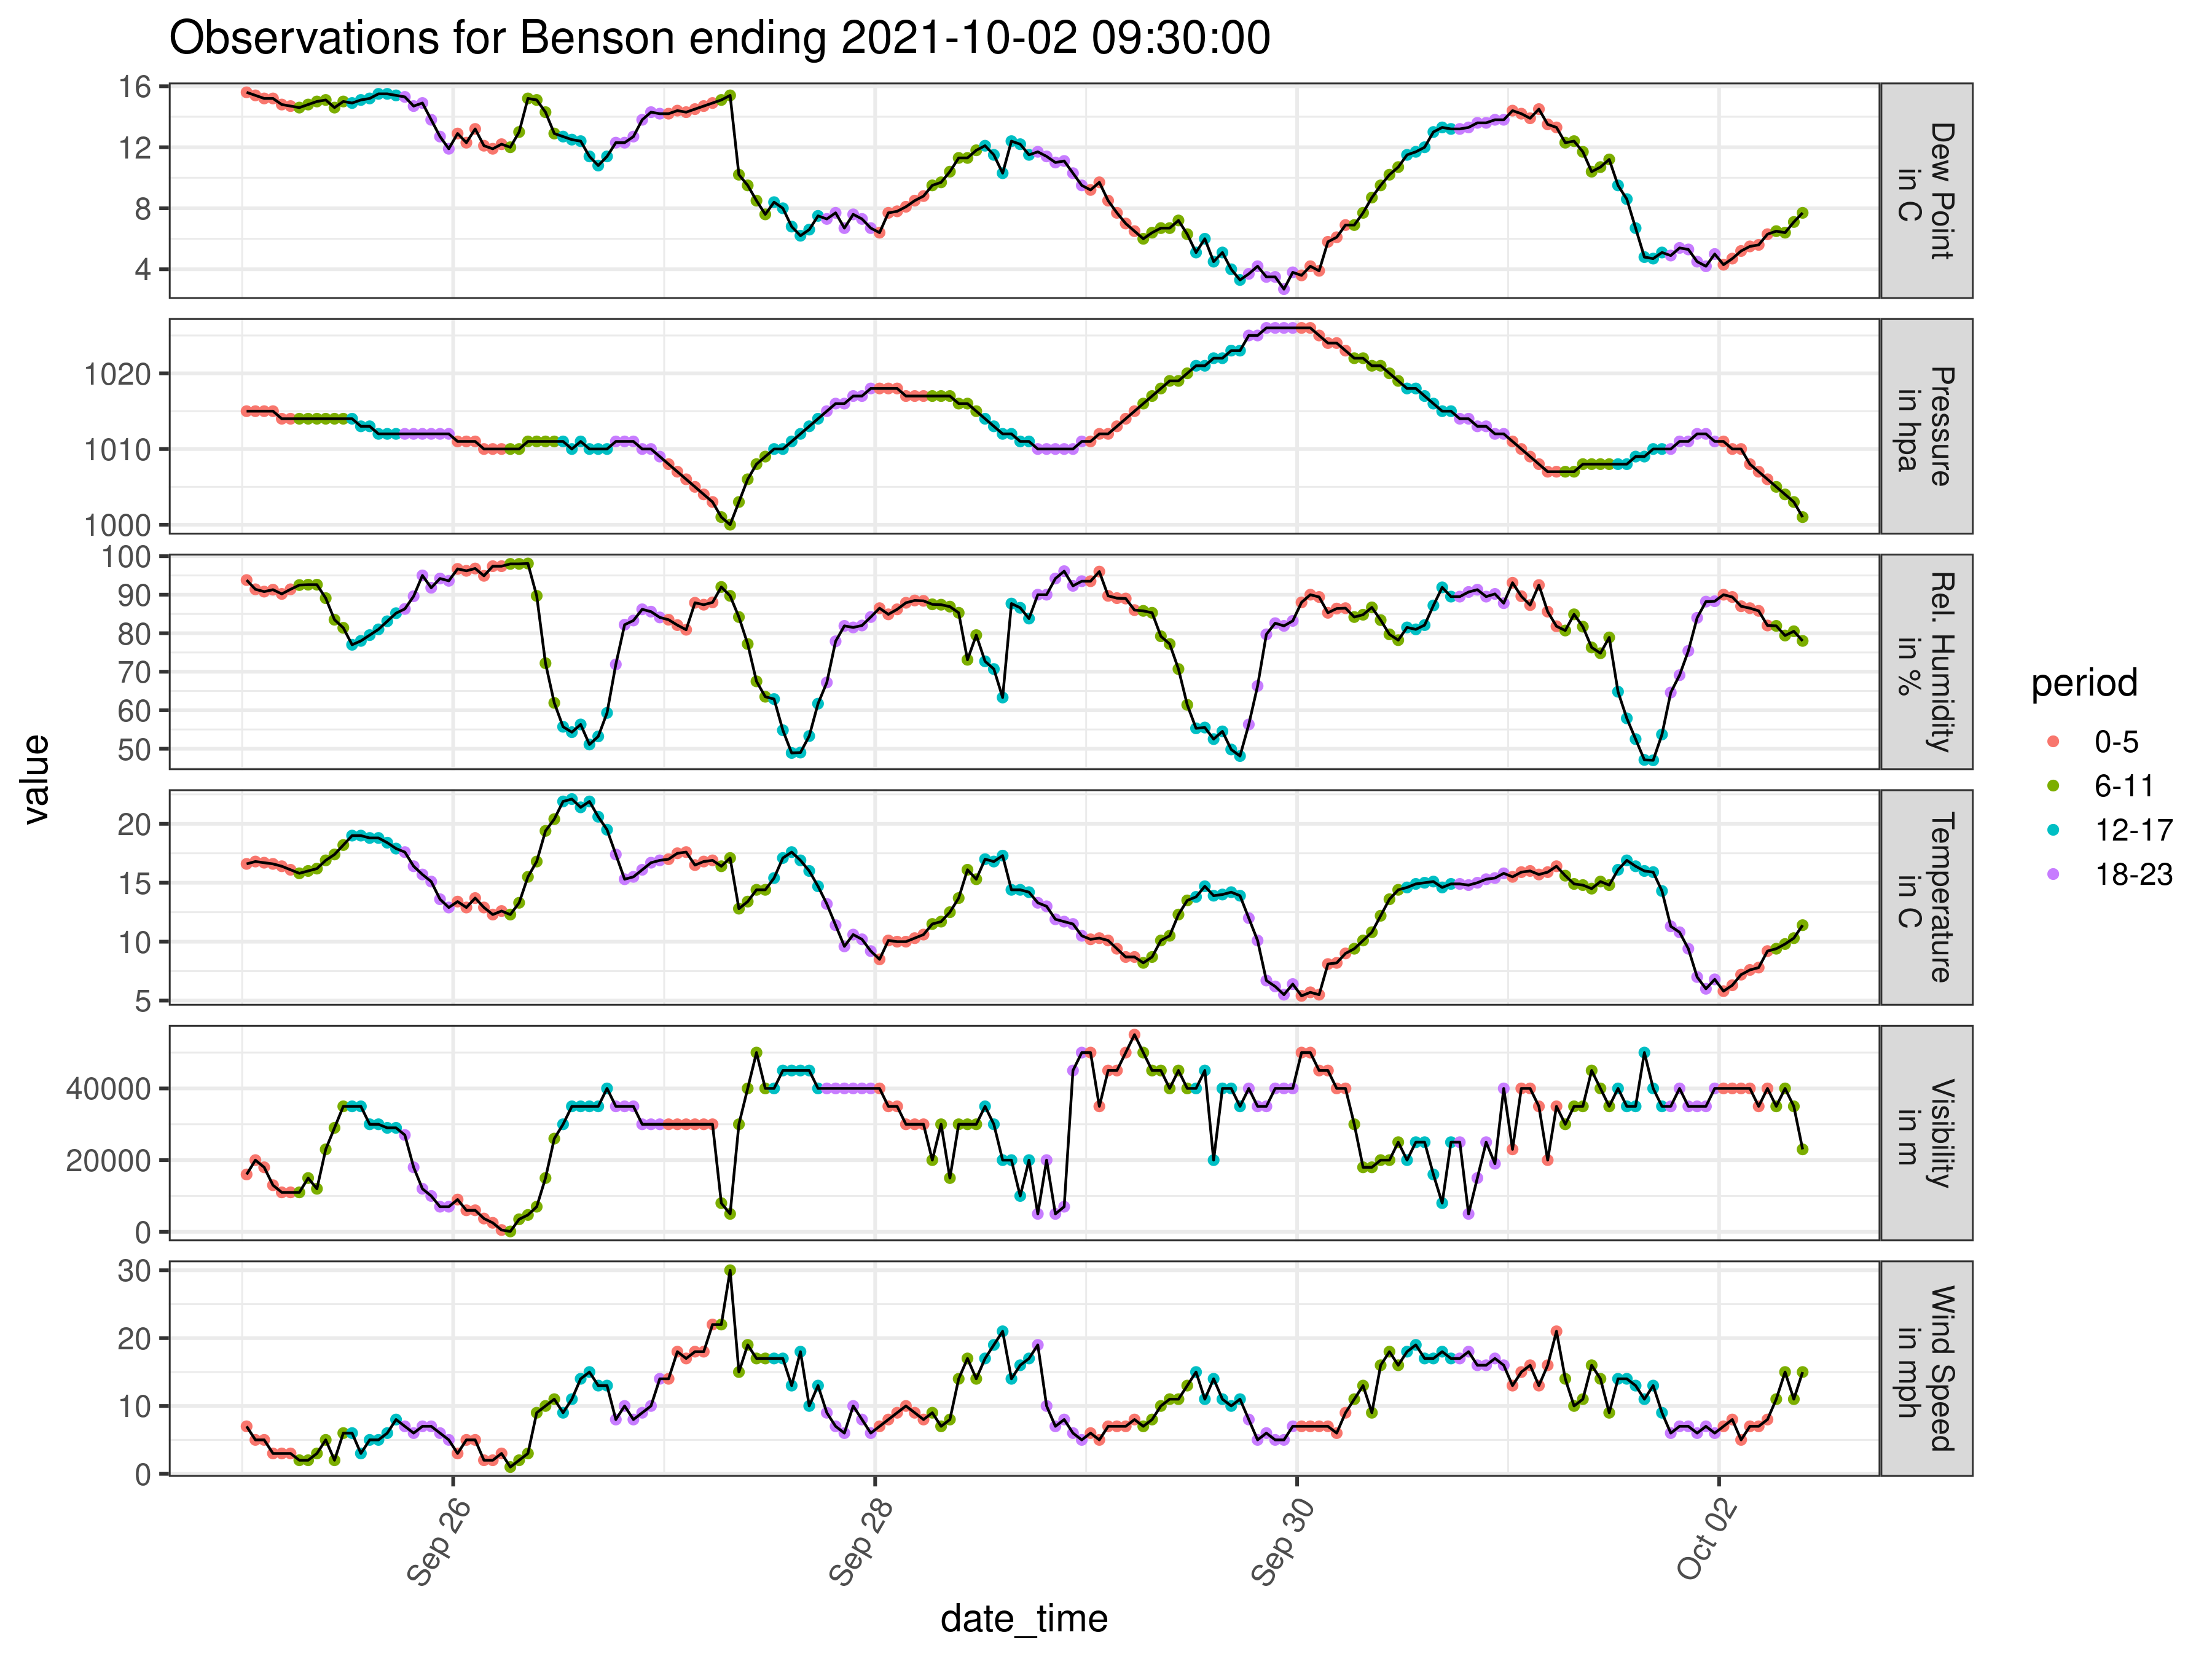 Observations for Benson ending 2021-10-02 09:30:00
value
16
12
8
4
Dew Point
in C
1020
1010
1000
Pressure
in hpa
100
90
80
70
60
50
Rel. Humidity
in %
20
15
10
5
Temperature
in C
40000
20000
0
Visibility
in m
30
20
10
0
Wind Speed
in mph
Sep 26
Sep 28
Sep 30
Oct 02
date_time
period
0-5
6-11
12-17
18-23